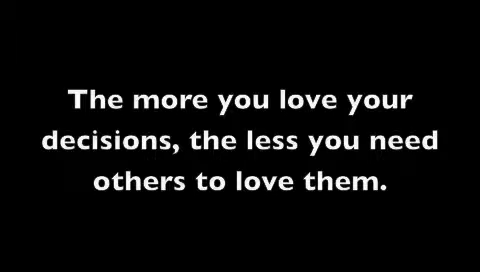 The more you love your
decisions, the less you need
others to love them.